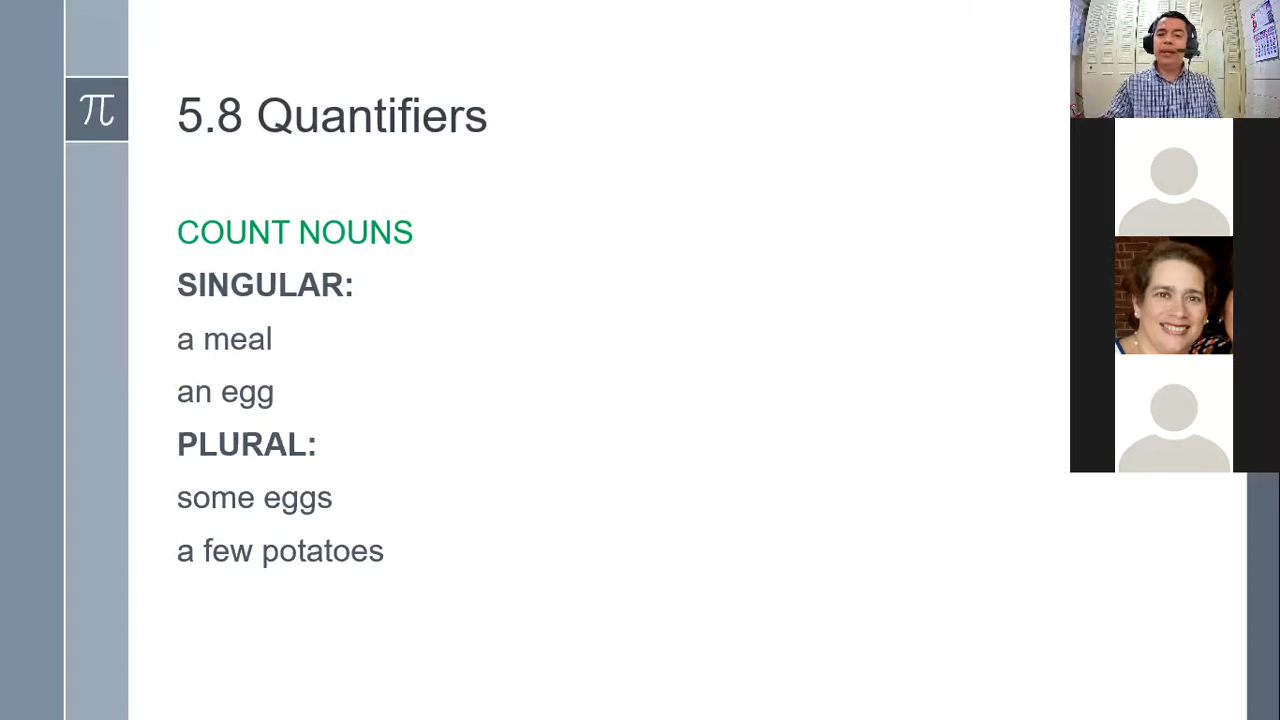 π
5.8 Quantifiers
COUNT NOUNS
SINGULAR:
a meal
an egg
PLURAL:
some eggs
a few potatoes